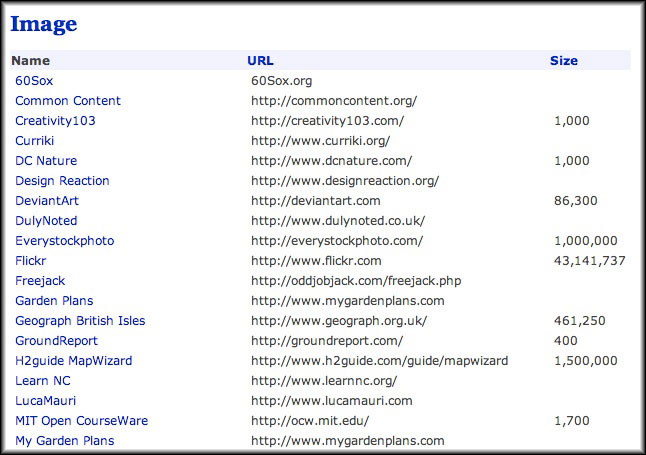 Image
Name URL Size
60Sox 60Sox.org
Common Content http://commoncontent.org/
Creativity103 http://creativity103.com/ 1,000
Curriki http://www.curriki.org/
DC Nature http://www.dcnature.com/ 1,000
Design Reaction http://www.designreaction.org/
DeviantArt http://deviantart.com 86,300
DulyNoted http://www.dulynoted.co.uk/
Everystockphoto http://everystockphoto.com/ 1,000,000
Flickr http://www.flickr.com 43,141,737
Freejack http://oddjobjack.com/freejack.php
Garden Plans http://www.mygardenplans.com
Geograph British Isles http://www.geograph.org.uk/ 461,250
GroundReport http://groundreport.com/ 400
H2guide MapWizard http://www.h2guide.com/guide/mapwizard 1,500,000
Learn NC http://www.learnnc.org/
LucaMauri http://www.lucamauri.com
MIT Open CourseWare http://ocw.mit.edu/ 1,700
My Garden Plans http://www.mygardenplans.com